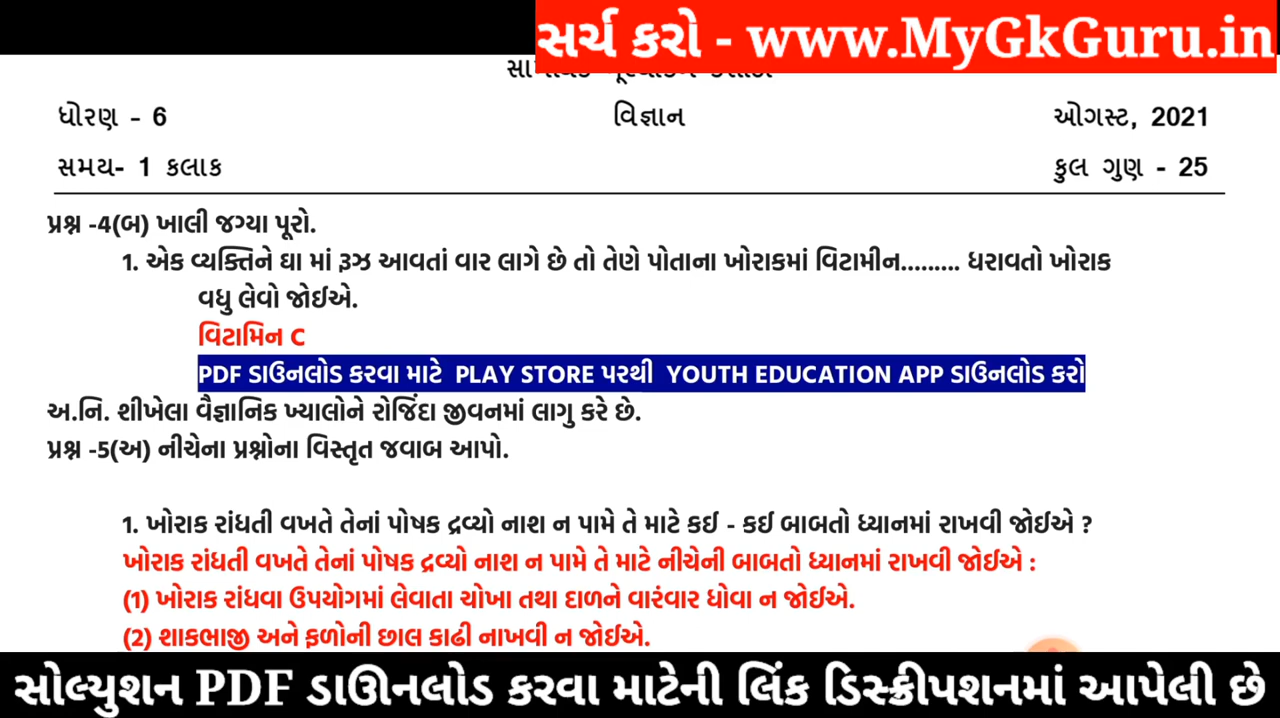 સર્ચ કરો - www.MyGkGuru.in
ધોરણ - 6 વિજ્ઞાન ઓગસ્ટ, 2021
સમય- 1 કલાક કુલ ગુણ - 25
પ્રશ્ન -4(બ) ખાલી જગ્યા પૂરો.
1. એક વ્યક્તિને ઘા માં રૂઝ આવતાં વાર લાગે છે તો તેણે પોતાના ખોરાકમાં વિટામીન......... ધરાવતો ખોરાક
વધુ લેવો જોઈએ.
વિટામિન C
PDF ડાઉનલોડ કરવા માટે PLAY STORE પરથી YOUTH EDUCATION APP ડાઉનલોડ કરો
અ.નિ. શીખેલા વૈજ્ઞાનિક ખ્યાલોને રોજિંદા જીવનમાં લાગુ કરે છે.
પ્રશ્ન -5(અ) નીચેના પ્રશ્નોના વિસ્તૃત જવાબ આપો.
1. ખોરાક રાંધતી વખતે તેનાં પોષક દ્રવ્યો નાશ ન પામે તે માટે કઈ - કઈ બાબતો ધ્યાનમાં રાખવી જોઈએ ?
ખોરાક રાંધતી વખતે તેનાં પોષક દ્રવ્યો નાશ ન પામે તે માટે નીચેની બાબતો ધ્યાનમાં રાખવી જોઈએ :
(1) ખોરાક રાંધવા ઉપયોગમાં લેવાતા ચોખા તથા દાળને વારંવાર ધોવા ન જોઈએ.
(2) શાકભાજી અને ફળોની છાલ કાઢી નાખવી ન જોઈએ.
સોલ્યુશન PDF ડાઊનલોડ કરવા માટેની લિંક ડિસ્ક્રીપશનમાં આપેલી છે